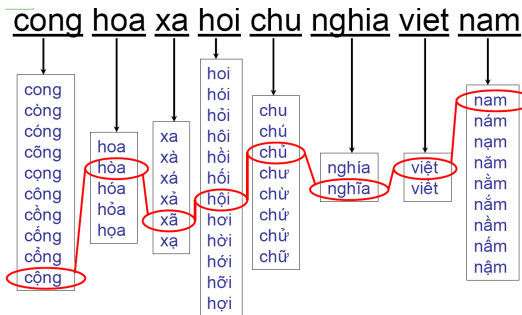 cong hoa xa hoi chu nghia viet nam
cong
còng
cóng
cõng
cọng
công
cồng
cống
cổng
cộng
hoa
hòa
hóa
hỏa
họa
xa
xà
xá
xả
xã
xạ
hoi
hói
hỏi
hôi
hồi
hối
hội
hơi
hời
hới
hỡi
hợi
chu
chú
chủ
chư
chừ
chứ
chử
chữ
nghía
nghĩa
việt
viêt
nam
nám
nạm
năm
nằm
nắm
nầm
nấm
nậm